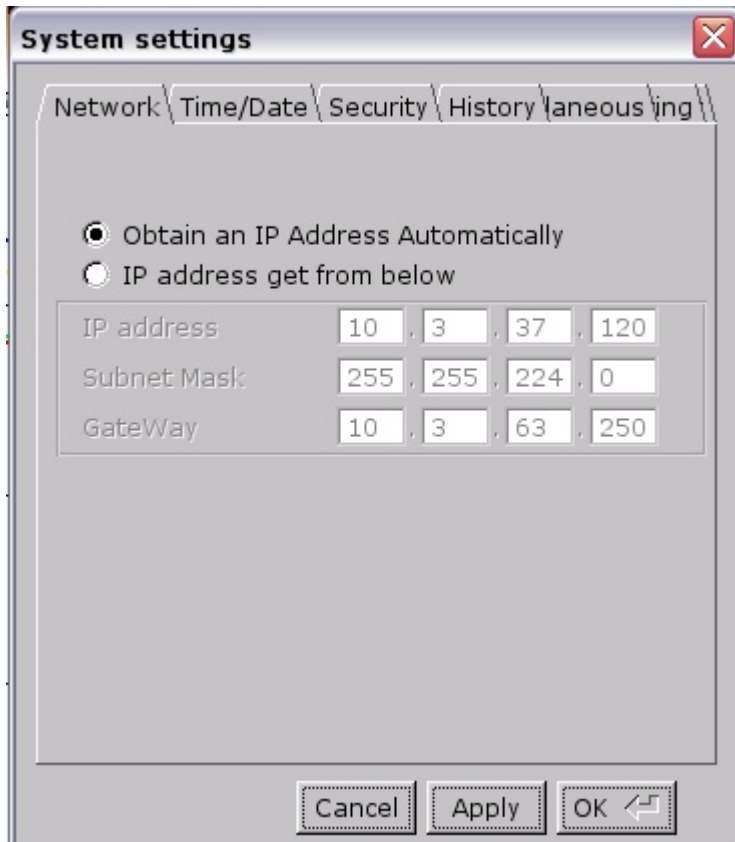 System settings
Network Time/Date Security History laneous ing
Obtain an IP Address Automatically
IP address get from below
IP address 10 . 3 . 37 . 120
Subnet Mask 255 . 255 . 224 . 0
GateWay 10 . 3 . 63 . 250
Cancel Apply OK